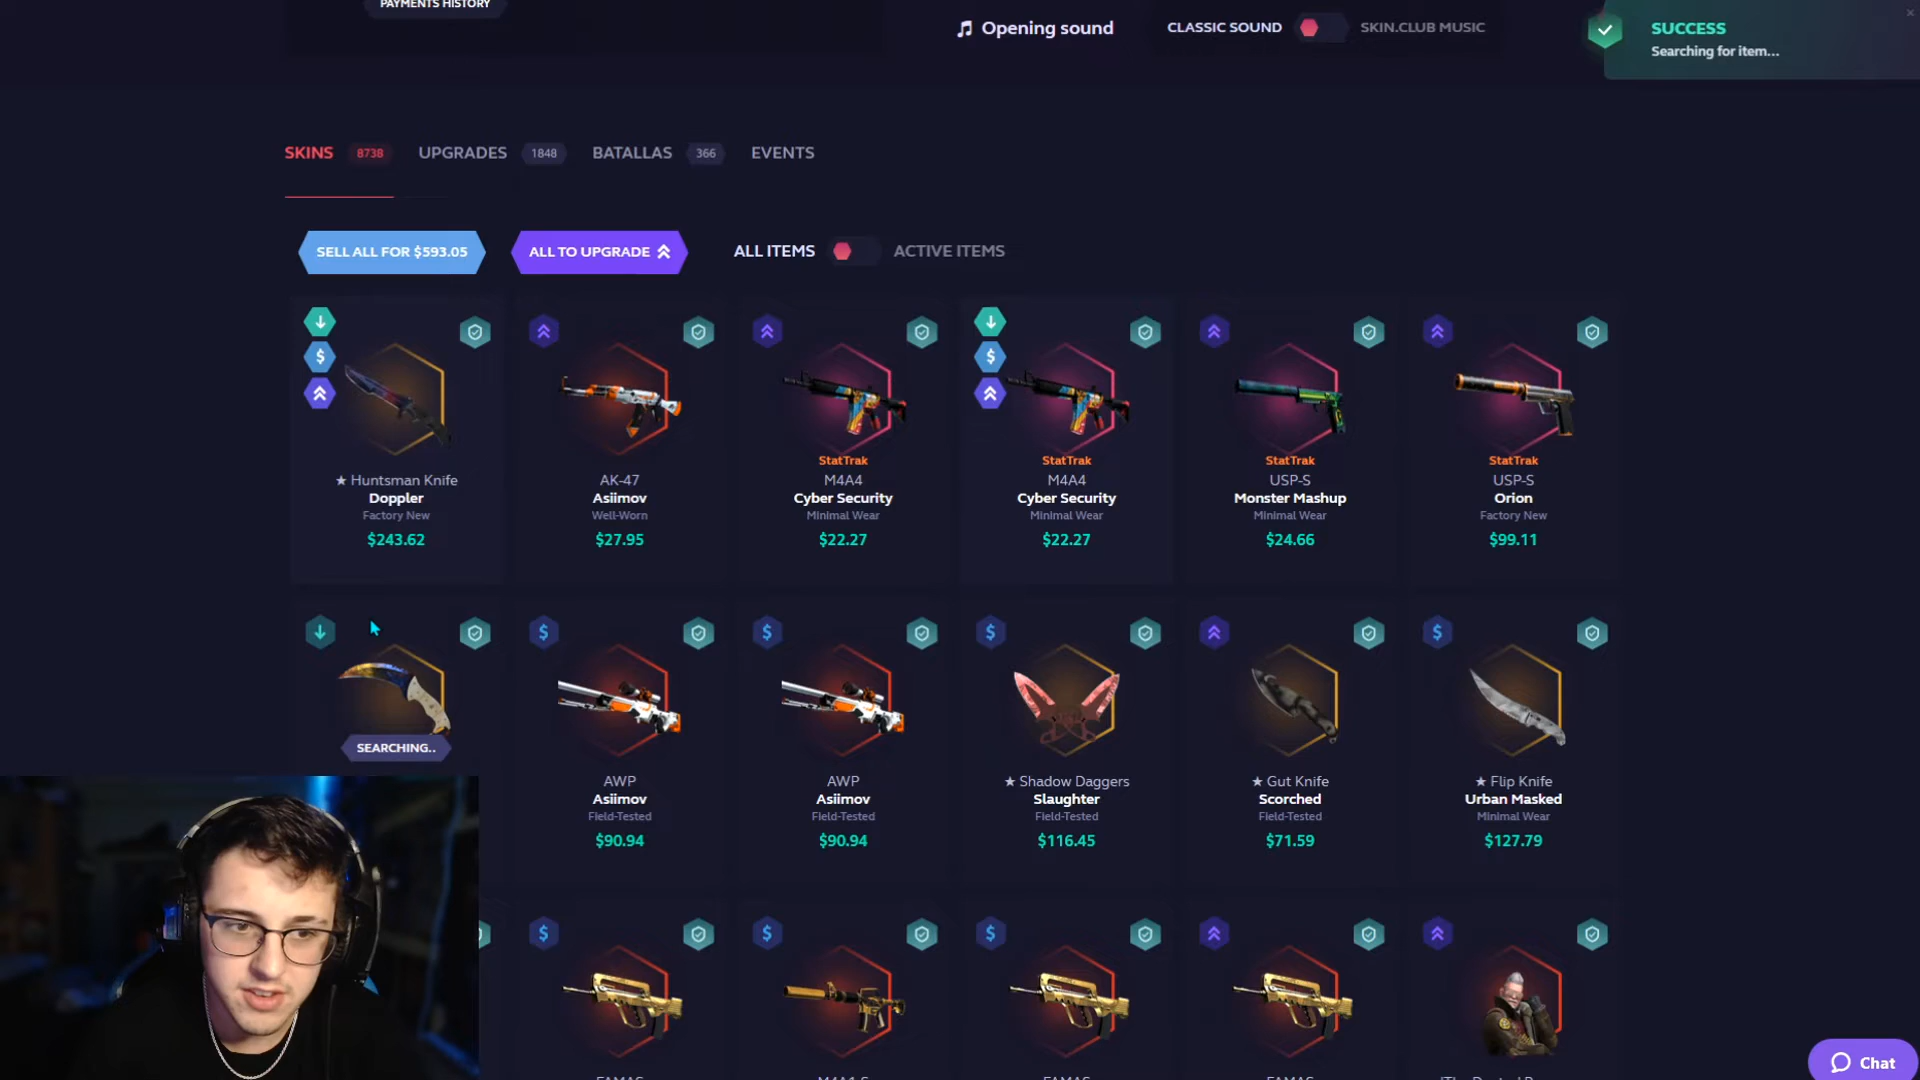 PAYMENTS HISTORY
Opening sound
CLASSIC SOUND
SKIN.CLUB MUSIC
SUCCESS
Searching for item...
SKINS 8738
UPGRADES 1848
BATALLAS 366
EVENTS
SELL ALL FOR $593.05
ALL TO UPGRADE
ALL ITEMS
ACTIVE ITEMS
★ Huntsman Knife
Doppler
Factory New
$243.62
AK-47
Asiimov
Well-Worn
$27.95
StatTrak
M4A4
Cyber Security
Minimal Wear
$22.27
StatTrak
M4A4
Cyber Security
Minimal Wear
$22.27
StatTrak
USP-S
Monster Mashup
Minimal Wear
$24.66
StatTrak
USP-S
Orion
Factory New
$99.11
SEARCHING..
AWP
Asiimov
Field-Tested
$90.94
AWP
Asiimov
Field-Tested
$90.94
★ Shadow Daggers
Slaughter
Field-Tested
$116.45
★ Gut Knife
Scorched
Field-Tested
$71.59
★ Flip Knife
Urban Masked
Minimal Wear
$127.79
FAMAS
M4A1-S
FAMAS
FAMAS
Chat